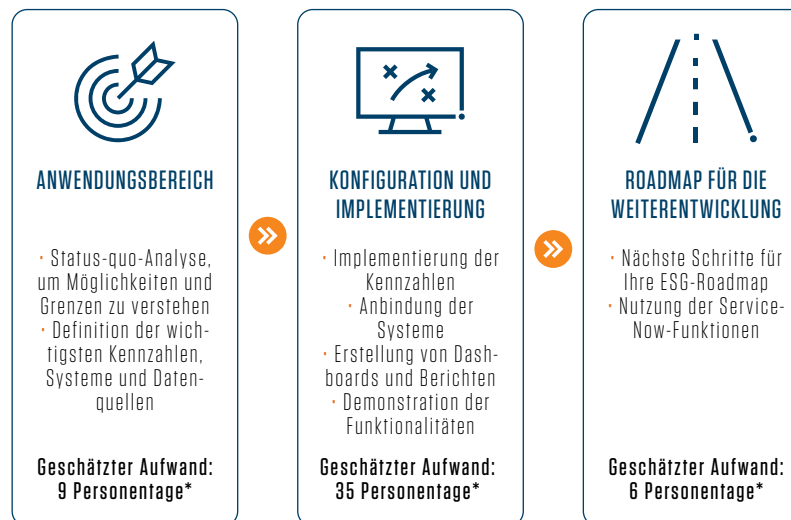 ANWENDUNGSBEREICH
· Status-quo-Analyse,
um Möglichkeiten und
Grenzen zu verstehen
· Definition der wich-
tigsten Kennzahlen,
Systeme und Daten-
quellen
Geschätzter Aufwand:
9 Personentage*
KONFIGURATION UND
IMPLEMENTIERUNG
· Implementierung der
Kennzahlen
· Anbindung der
Systeme
· Erstellung von Dash-
boards und Berichten
· Demonstration der
Funktionalitäten
Geschätzter Aufwand:
35 Personentage*
ROADMAP FÜR DIE
WEITERENTWICKLUNG
· Nächste Schritte für
Ihre ESG-Roadmap
· Nutzung der Service-
Now-Funktionen
Geschätzter Aufwand:
6 Personentage*